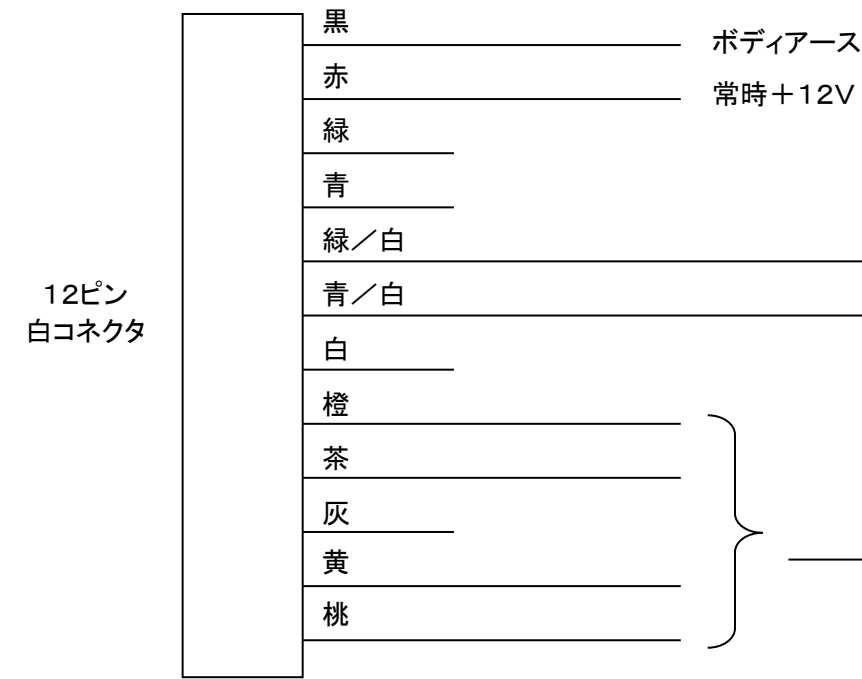 黒
ボディアース
赤
常時＋１２Ｖ
緑
青
緑／白
青／白
１２ピン
白コネクタ
白
橙
茶
灰
黄
桃